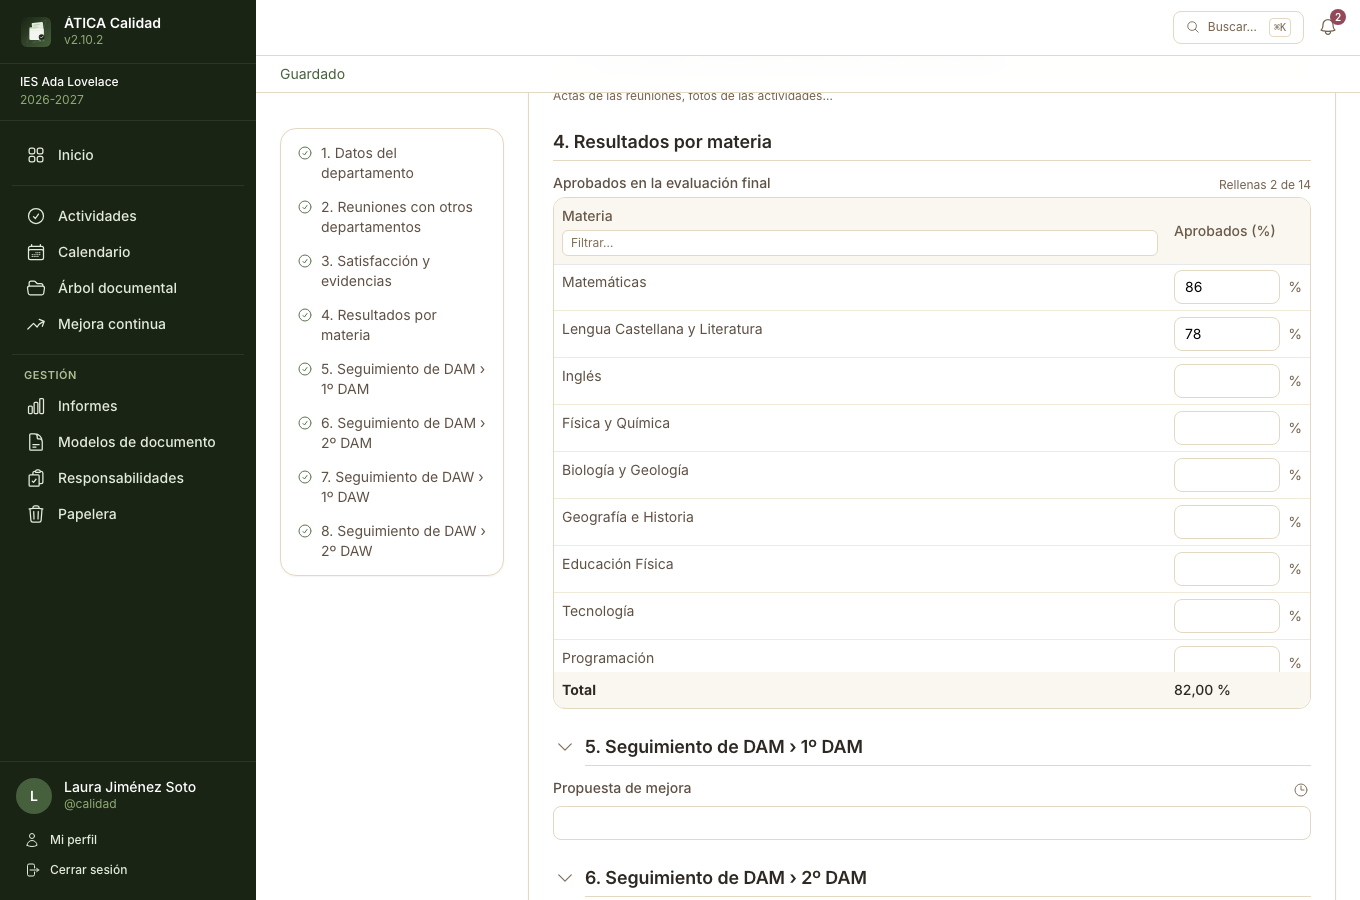 ÁTICA Calidad
v2.10.2
IES Ada Lovelace
2026-2027
Inicio
Actividades
Calendario
Árbol documental
Mejora continua
GESTIÓN
Informes
Modelos de documento
Responsabilidades
Papelera
L
Laura Jiménez Soto
@calidad
Mi perfil
Cerrar sesión
Buscar...
⌘K
2
Guardado
1. Datos del
departamento
2. Reuniones con otros
departamentos
3. Satisfacción y
evidencias
4. Resultados por
materia
5. Seguimiento de DAM ›
1º DAM
6. Seguimiento de DAM ›
2º DAM
7. Seguimiento de DAW ›
1º DAW
8. Seguimiento de DAW ›
2º DAW
Actas de las reuniones, fotos de las actividades...
4. Resultados por materia
Aprobados en la evaluación final
Rellenas 2 de 14
Materia
Filtrar...
Aprobados (%)
Matemáticas 86 %
Lengua Castellana y Literatura 78 %
Inglés %
Física y Química %
Biología y Geología %
Geografía e Historia %
Educación Física %
Tecnología %
Programación %
Total 82,00 %
5. Seguimiento de DAM › 1º DAM
Propuesta de mejora
6. Seguimiento de DAM › 2º DAM